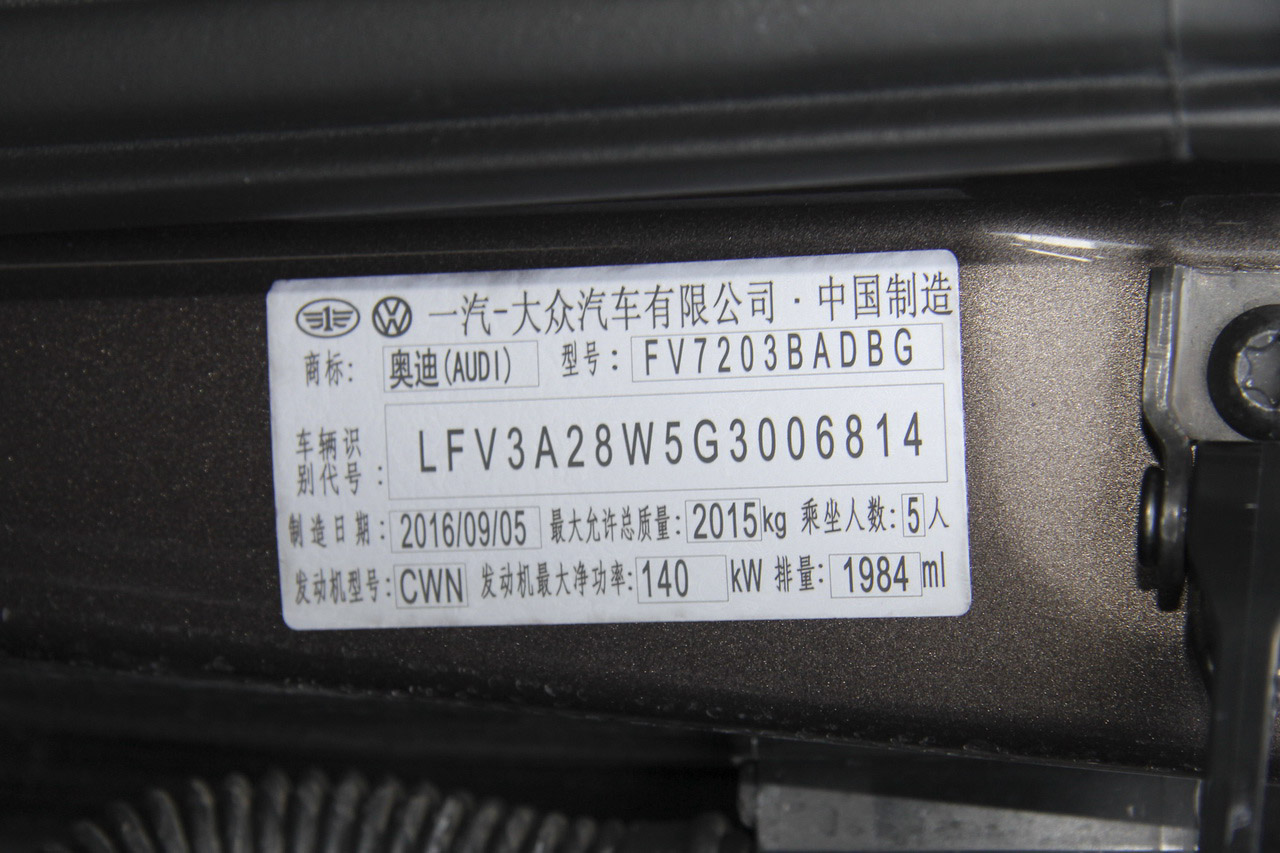 一汽-大众汽车有限公司·中国制造
商标: 奥迪(AUDI) 型号: FV7203BADBG
车辆识别代号: LFV3A28W5G3006814
制造日期: 2016/09/05 最大允许总质量: 2015kg 乘坐人数: 5人
发动机型号: CWN 发动机最大净功率: 140 kW 排量: 1984 ml